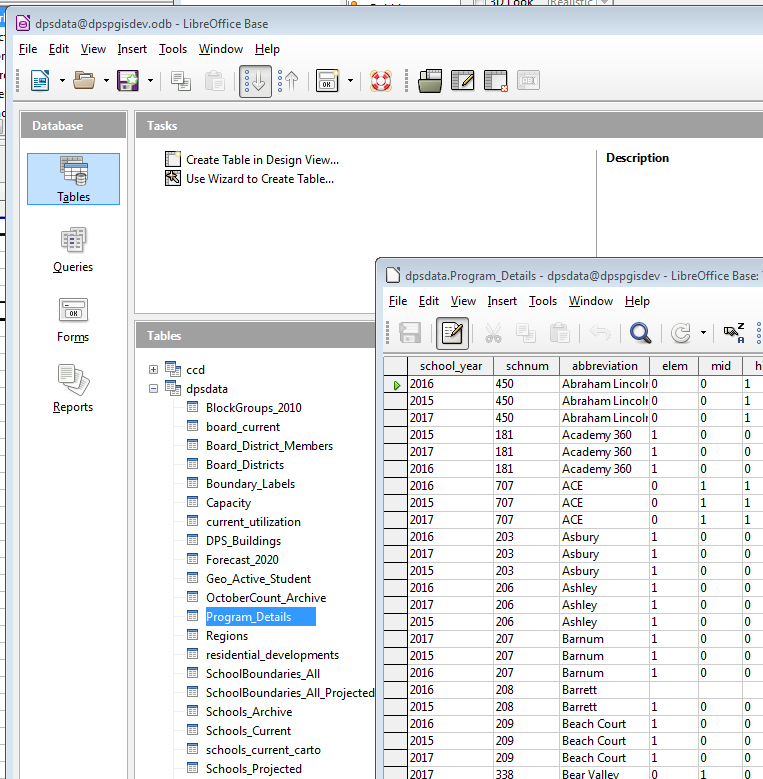 3D Look
Realistic
dpsdata@dpspgisdev.odb - LibreOffice Base
File Edit View Insert Tools Window Help
Database
Tasks
Tables
Queries
Forms
Reports
Create Table in Design View...
Use Wizard to Create Table...
Description
Tables
ccd
dpsdata
BlockGroups_2010
board_current
Board_District_Members
Board_Districts
Boundary_Labels
Capacity
current_utilization
DPS_Buildings
Forecast_2020
Geo_Active_Student
OctoberCount_Archive
Program_Details
Regions
residential_developments
SchoolBoundaries_All
SchoolBoundaries_All_Projected
Schools_Archive
Schools_Current
schools_current_carto
Schools_Projected
dpsdata.Program_Details - dpsdata@dpspgisdev - LibreOffice Base:
File Edit View Insert Tools Window Help
school_year schnum abbreviation elem mid h
2016 450 Abraham Lincoln 0 0 1
2015 450 Abraham Lincoln 0 0 1
2017 450 Abraham Lincoln 0 0 1
2015 181 Academy 360 1 0 0
2017 181 Academy 360 1 0 0
2016 181 Academy 360 1 0 0
2016 707 ACE 0 1 1
2015 707 ACE 0 1 1
2017 707 ACE 0 1 1
2016 203 Asbury 1 0 0
2017 203 Asbury 1 0 0
2015 203 Asbury 1 0 0
2016 206 Ashley 1 0 0
2017 206 Ashley 1 0 0
2015 206 Ashley 1 0 0
2017 207 Barnum 1 0 0
2015 207 Barnum 1 0 0
2016 207 Barnum 1 0 0
2016 208 Barrett
2015 208 Barrett 1 0 0
2016 209 Beach Court 1 0 0
2015 209 Beach Court 1 0 0
2017 209 Beach Court 1 0 0
2017 338 Bear Valley 0 1 0